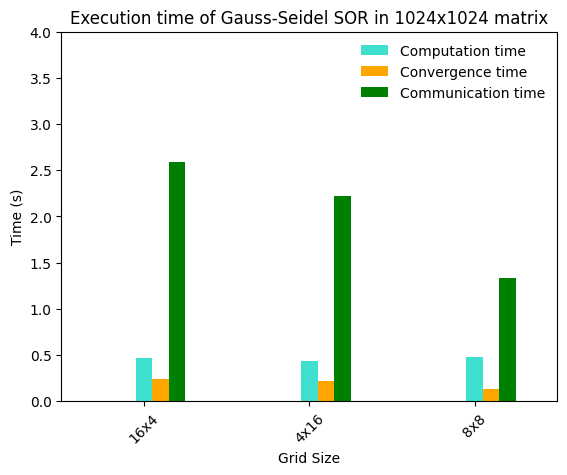 Execution time of Gauss-Seidel SOR in 1024x1024 matrix
4.0
3.5
3.0
2.5
2.0
1.5
1.0
0.5
0.0
Time (s)
Computation time
Convergence time
Communication time
16x4
4x16
8x8
Grid Size